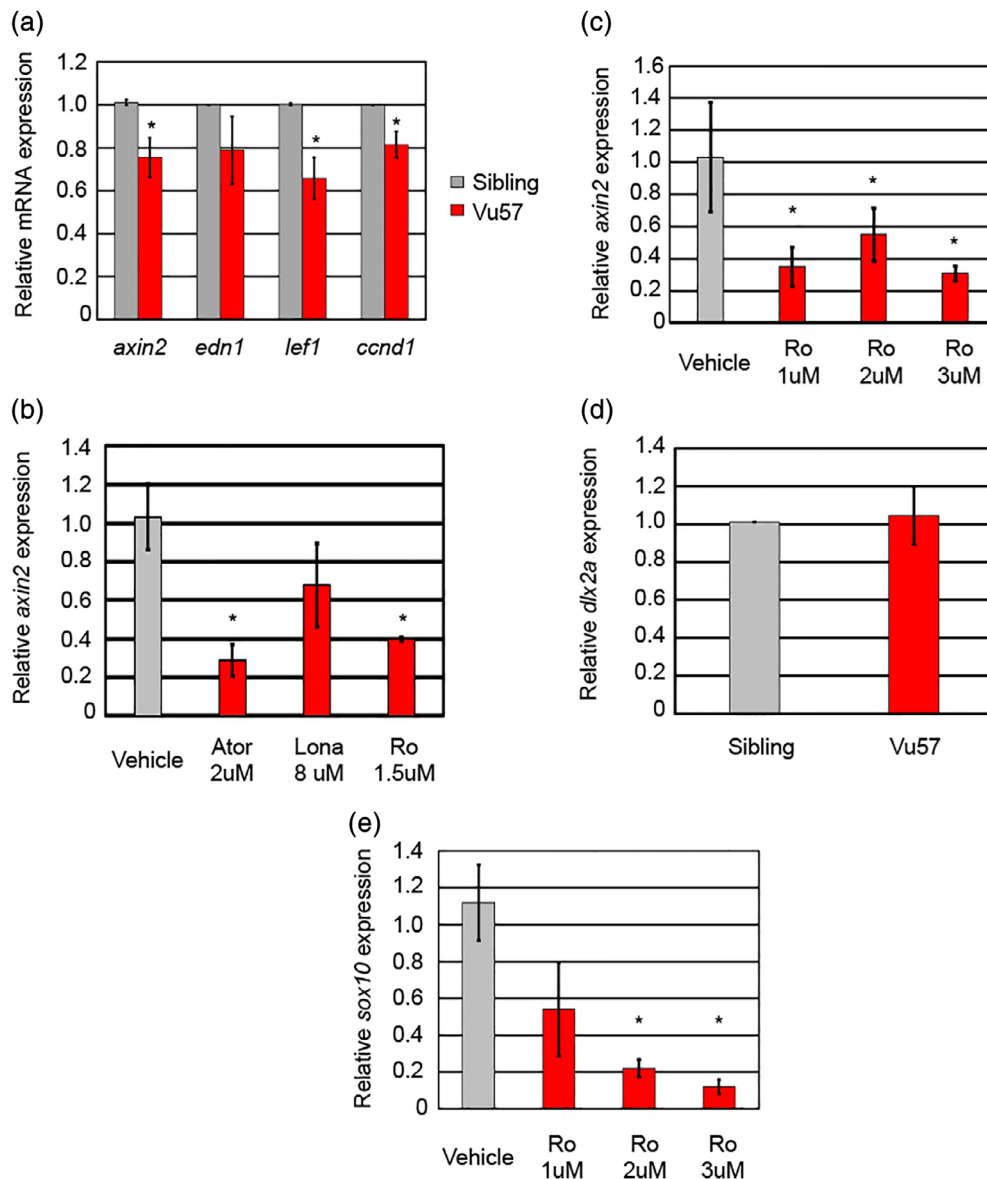 (a)
Relative mRNA expression
1.2
1.0
0.8
0.6
0.4
0.2
0
*
*
*
axin2
edn1
lef1
ccnd1
Sibling
Vu57
(c)
Relative axin2 expression
1.6
1.4
1.2
1.0
0.8
0.6
0.4
0.2
0
*
*
*
Vehicle
Ro
1uM
Ro
2uM
Ro
3uM
(b)
Relative axin2 expression
1.4
1.2
1.0
0.8
0.6
0.4
0.2
0
*
*
Vehicle
Ator
2uM
Lona
8 uM
Ro
1.5uM
(d)
Relative dlx2a expression
1.4
1.2
1.0
0.8
0.6
0.4
0.2
0
Sibling
Vu57
(e)
Relative sox10 expression
1.4
1.2
1.0
0.8
0.6
0.4
0.2
0
*
*
Vehicle
Ro
1uM
Ro
2uM
Ro
3uM